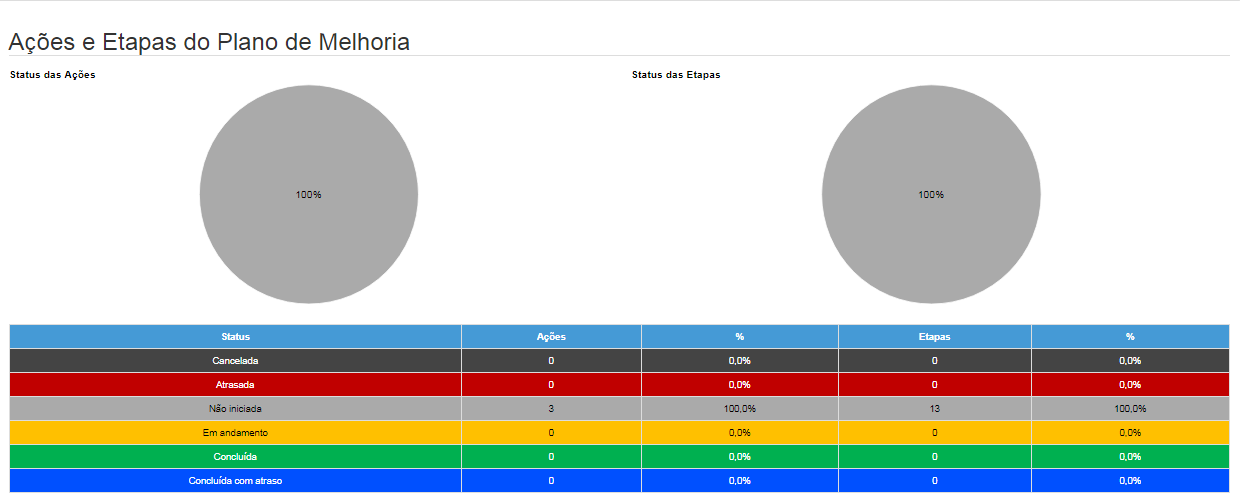 Ações e Etapas do Plano de Melhoria
Status das Ações Status das Etapas
100% 100%
Status Ações % Etapas %
Cancelada 0 0,0% 0 0,0%
Atrasada 0 0,0% 0 0,0%
Não iniciada 3 100,0% 13 100,0%
Em andamento 0 0,0% 0 0,0%
Concluída 0 0,0% 0 0,0%
Concluída com atraso 0 0,0% 0 0,0%